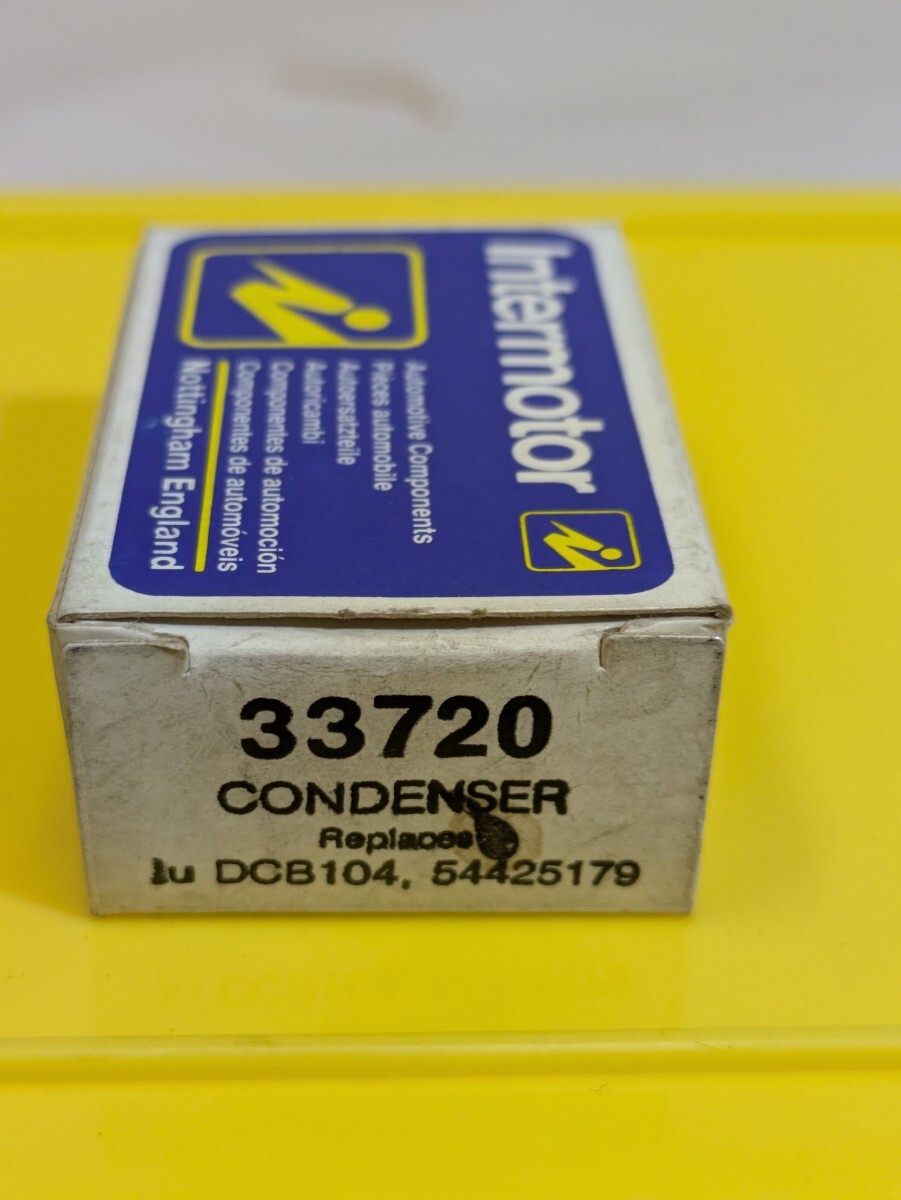 Intermotor
Automotive Components
Pièces automobile
Autoersatzteile
Autoricambi
Componentes de automoción
Componentes de automóveis
Nottingham England
33720
CONDENSER
Replaces
Lu DCB104, 54425179